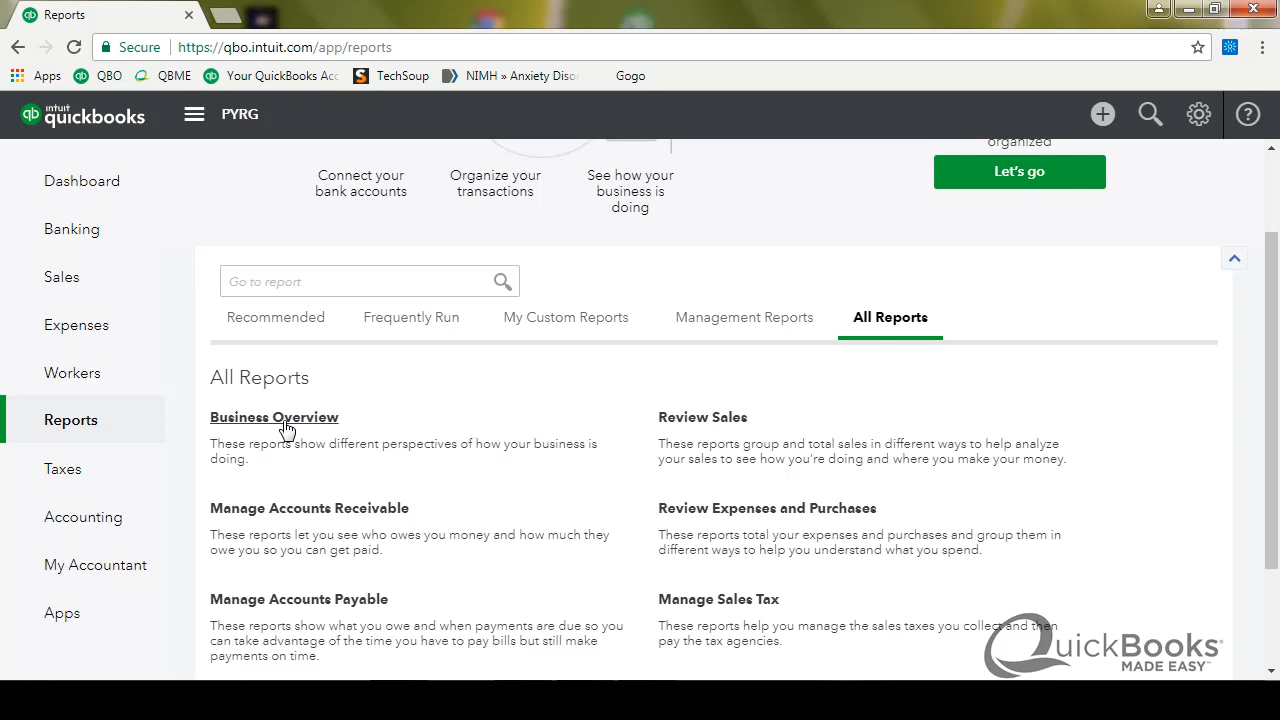 Reports
Secure
https://qbo.intuit.com/app/reports
Apps
QBO
QBME
Your QuickBooks Acc
TechSoup
NIMH » Anxiety Disor
Gogo
intuit
quickbooks
PYRG
Dashboard
Banking
Sales
Expenses
Workers
Reports
Taxes
Accounting
My Accountant
Apps
Connect your
bank accounts
Organize your
transactions
See how your
business is
doing
organized
Let's go
Go to report
Recommended
Frequently Run
My Custom Reports
Management Reports
All Reports
All Reports
Business Overview
These reports show different perspectives of how your business is
doing.
Review Sales
These reports group and total sales in different ways to help analyze
your sales to see how you're doing and where you make your money.
Manage Accounts Receivable
These reports let you see who owes you money and how much they
owe you so you can get paid.
Review Expenses and Purchases
These reports total your expenses and purchases and group them in
different ways to help you understand what you spend.
Manage Accounts Payable
These reports show what you owe and when payments are due so you
can take advantage of the time you have to pay bills but still make
payments on time.
Manage Sales Tax
These reports help you manage the sales taxes you collect and then
pay the tax agencies.
QuickBooks
MADE EASY™